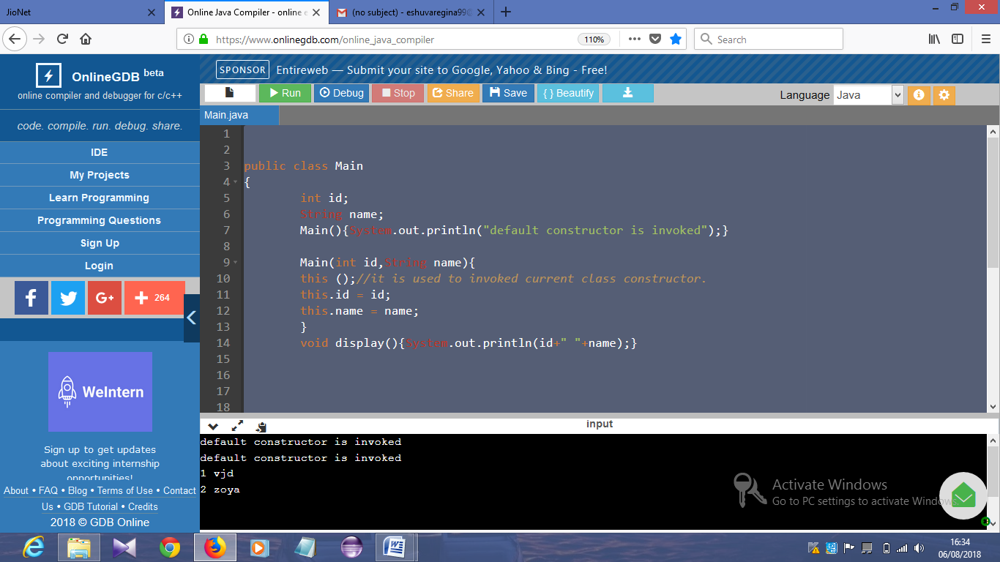 JioNet
Online Java Compiler - online e
(no subject) - eshuvaregina99@
https://www.onlinegdb.com/online_java_compiler
110%
Search
OnlineGDB beta
online compiler and debugger for c/c++
code. compile. run. debug. share.
IDE
My Projects
Learn Programming
Programming Questions
Sign Up
Login
264
WeIntern
Sign up to get updates
about exciting internship
opportunities!
About • FAQ • Blog • Terms of Use • Contact
Us • GDB Tutorial • Credits
2018 © GDB Online
SPONSOR Entireweb — Submit your site to Google, Yahoo & Bing - Free!
Run Debug Stop Share Save { } Beautify
Language Java
Main.java
1
2
3 public class Main
4 {
5 int id;
6 String name;
7 Main(){System.out.println("default constructor is invoked");}
8
9 Main(int id,String name){
10 this ();//it is used to invoked current class constructor.
11 this.id = id;
12 this.name = name;
13 }
14 void display(){System.out.println(id+" "+name);}
15
16
17
18
input
default constructor is invoked
default constructor is invoked
1 vjd
2 zoya
Activate Windows
Go to PC settings to activate Windows.
16:34
06/08/2018